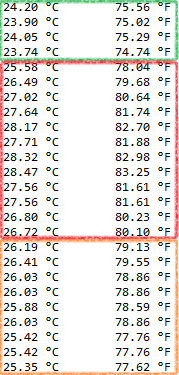 24.20 °C 75.56 °F
23.90 °C 75.02 °F
24.05 °C 75.29 °F
23.74 °C 74.74 °F
25.58 °C 78.04 °F
26.49 °C 79.68 °F
27.02 °C 80.64 °F
27.64 °C 81.74 °F
28.17 °C 82.70 °F
27.71 °C 81.88 °F
28.32 °C 82.98 °F
28.47 °C 83.25 °F
27.56 °C 81.61 °F
27.56 °C 81.61 °F
26.80 °C 80.23 °F
26.72 °C 80.10 °F
26.19 °C 79.13 °F
26.41 °C 79.55 °F
26.03 °C 78.86 °F
26.03 °C 78.86 °F
25.88 °C 78.59 °F
26.03 °C 78.86 °F
25.42 °C 77.76 °F
25.42 °C 77.76 °F
25.35 °C 77.62 °F